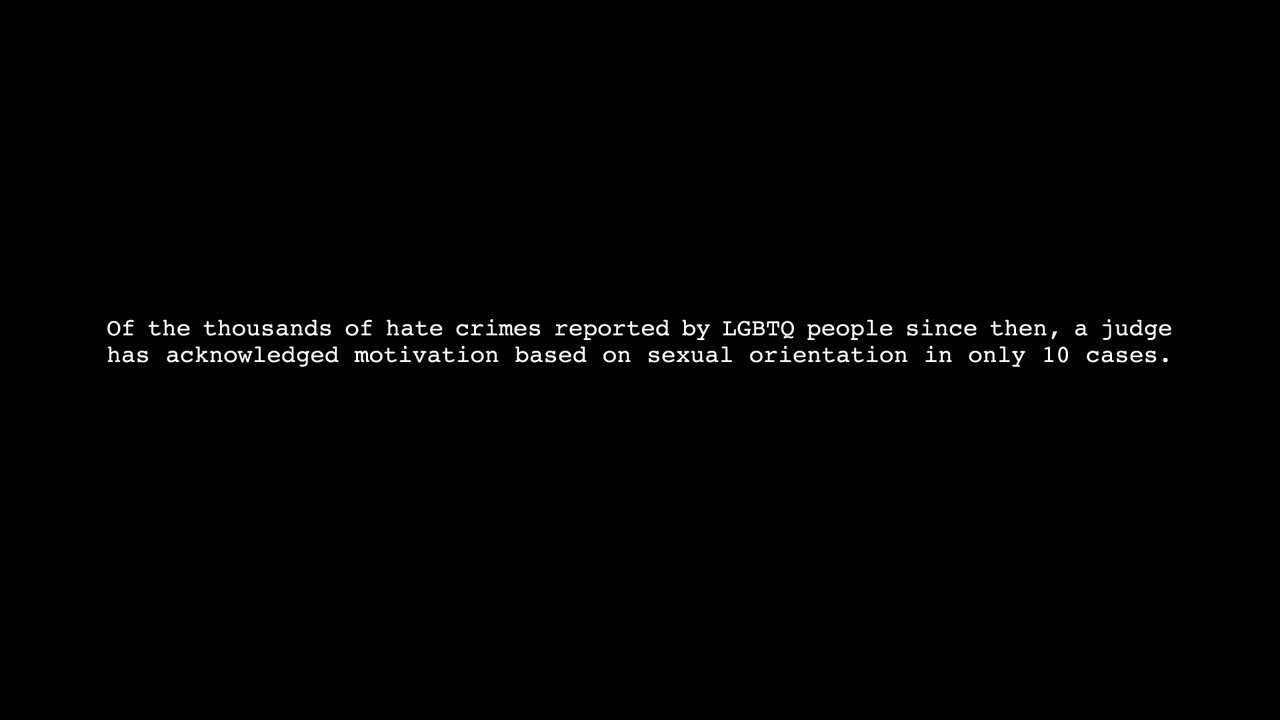 Of the thousands of hate crimes reported by LGBTQ people since then, a judge
has acknowledged motivation based on sexual orientation in only 10 cases.